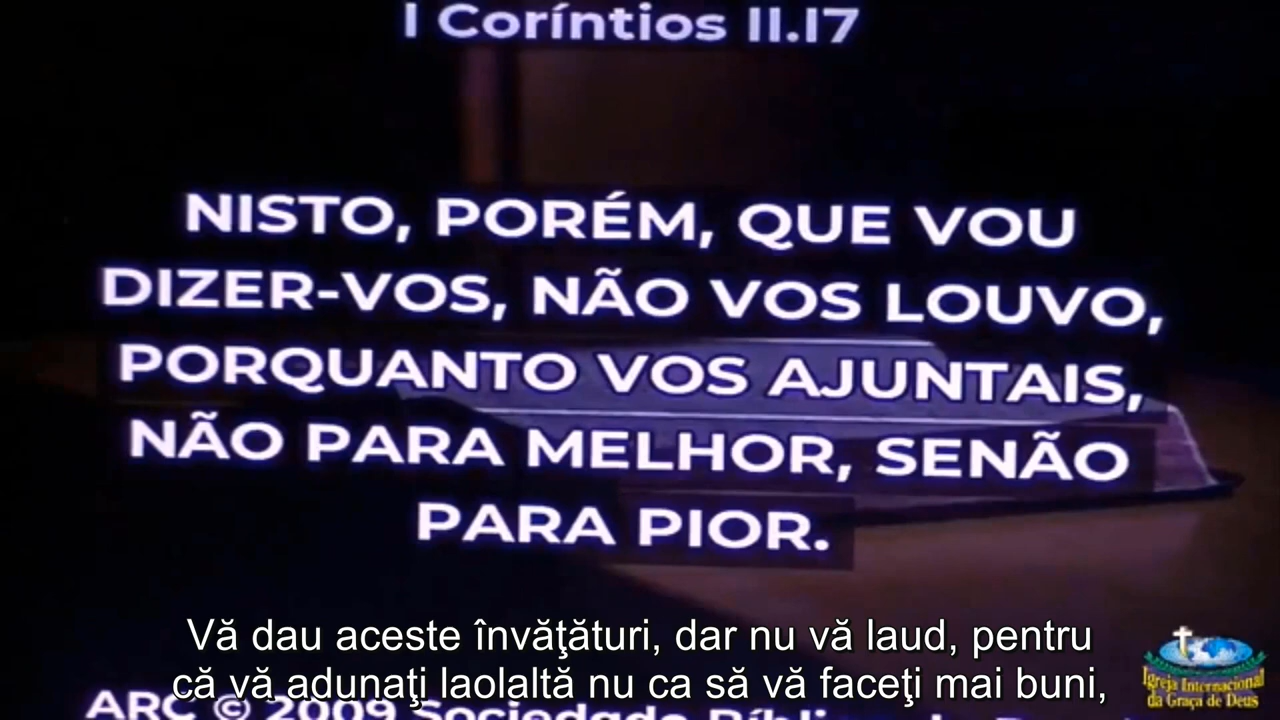 I Coríntios 11.17
NISTO, PORÉM, QUE VOU
DIZER-VOS, NÃO VOS LOUVO,
PORQUANTO VOS AJUNTAIS,
NÃO PARA MELHOR, SENÃO
PARA PIOR.
Vă dau aceste învăţături, dar nu vă laud, pentru
că vă adunaţi laolaltă nu ca să vă faceţi mai buni,
ARC © 2009 Sociedade
Igreja Internacional
da Graça de Deus